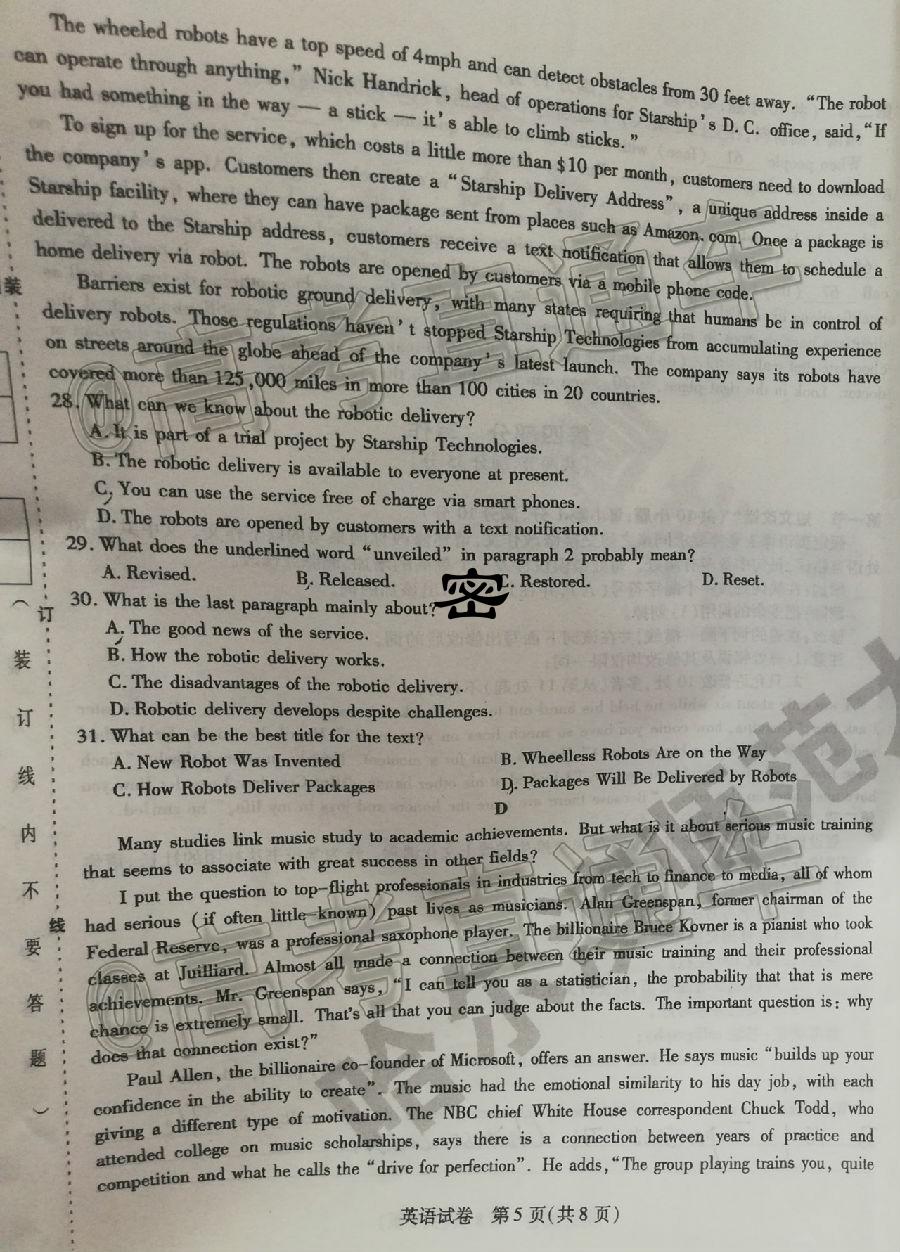 The wheeled robots have a top speed of 4mph and can detect obstacles from 30 feet away. “The robot
can operate through anything,” Nick Handrick, head of operations for Starship’s D.C. office, said, “If
you had something in the way — a stick — it’s able to climb sticks.”
To sign up for the service, which costs a little more than $10 per month, customers need to download
the company’s app. Customers then create a “Starship Delivery Address”, a unique address inside a
Starship facility, where they can have package sent from places such as Amazon.com. Once a package is
delivered to the Starship address, customers receive a text notification that allows them to schedule a
home delivery via robot. The robots are opened by customers via a mobile phone code.
Barriers exist for robotic ground delivery, with many states requiring that humans be in control of
delivery robots. Those regulations haven’t stopped Starship Technologies from accumulating experience
on streets around the globe ahead of the company’s latest launch. The company says its robots have
covered more than 125,000 miles in more than 100 cities in 20 countries.
28. What can we know about the robotic delivery?
A. It is part of a trial project by Starship Technologies.
B. The robotic delivery is available to everyone at present.
C. You can use the service free of charge via smart phones.
D. The robots are opened by customers with a text notification.
29. What does the underlined word “unveiled” in paragraph 2 probably mean?
A. Revised. B. Released. C. Restored. D. Reset.
30. What is the last paragraph mainly about?
A. The good news of the service.
B. How the robotic delivery works.
C. The disadvantages of the robotic delivery.
D. Robotic delivery develops despite challenges.
31. What can be the best title for the text?
A. New Robot Was Invented B. Wheelless Robots Are on the Way
C. How Robots Deliver Packages D. Packages Will Be Delivered by Robots
D
Many studies link music study to academic achievements. But what is it about serious music training
that seems to associate with great success in other fields?
I put the question to top-flight professionals in industries from tech to finance to media, all of whom
had serious (if often little-known) past lives as musicians. Alan Greenspan, former chairman of the
Federal Reserve, was a professional saxophone player. The billionaire Bruce Kovner is a pianist who took
classes at Juilliard. Almost all made a connection between their music training and their professional
achievements. Mr. Greenspan says, “I can tell you as a statistician, the probability that that is mere
chance is extremely small. That’s all that you can judge about the facts. The important question is: why
does that connection exist?”
Paul Allen, the billionaire co-founder of Microsoft, offers an answer. He says music “builds up your
confidence in the ability to create”. The music had the emotional similarity to his day job, with each
giving a different type of motivation. The NBC chief White House correspondent Chuck Todd, who
attended college on music scholarships, says there is a connection between years of practice and
competition and what he calls the “drive for perfection”. He adds, “The group playing trains you, quite
英语试卷 第5页(共8页)
密
装
订
线
(装订线内不要答题)
@高考直通车
@高考直通车